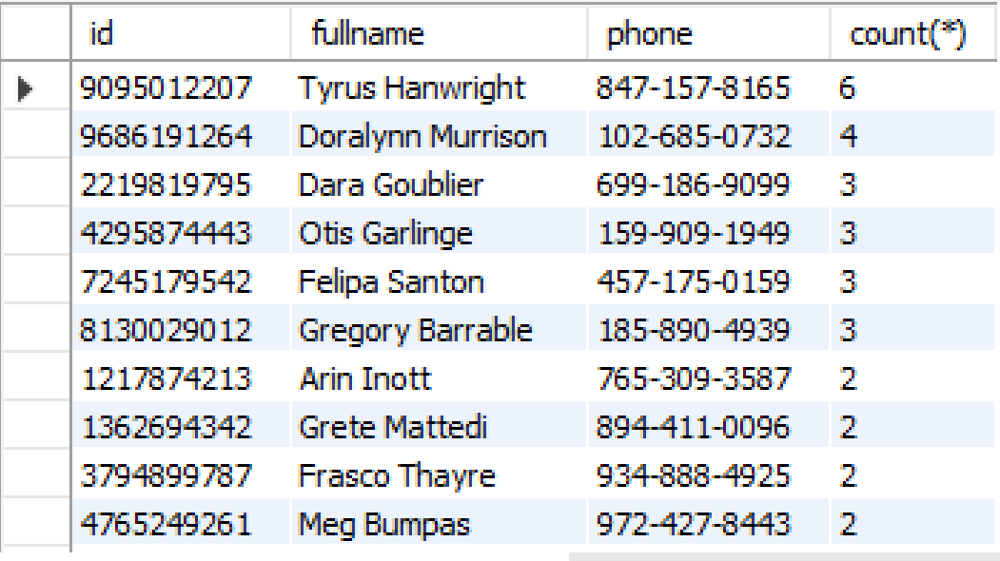 id fullname phone count(*)
9095012207 Tyrus Hanwright 847-157-8165 6
9686191264 Doralynn Murrison 102-685-0732 4
2219819795 Dara Goublier 699-186-9099 3
4295874443 Otis Garlinge 159-909-1949 3
7245179542 Felipa Santon 457-175-0159 3
8130029012 Gregory Barrable 185-890-4939 3
1217874213 Arin Inott 765-309-3587 2
1362694342 Grete Mattedi 894-411-0096 2
3794899787 Frasco Thayre 934-888-4925 2
4765249261 Meg Bumpas 972-427-8443 2